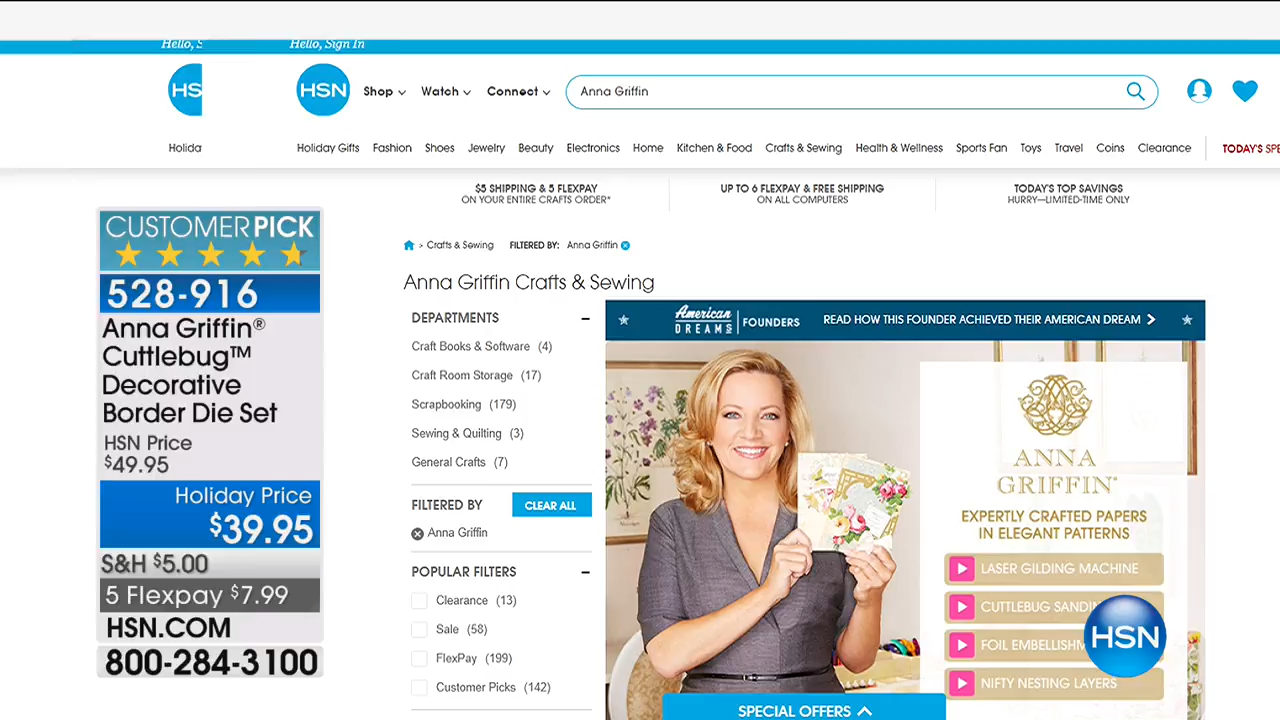 Hello, S
Hello, Sign In
HS
HSN
Shop
Watch
Connect
Anna Griffin
Holida
Holiday Gifts
Fashion
Shoes
Jewelry
Beauty
Electronics
Home
Kitchen & Food
Crafts & Sewing
Health & Wellness
Sports Fan
Toys
Travel
Coins
Clearance
TODAY'S SPE
$5 SHIPPING & 5 FLEXPAY
ON YOUR ENTIRE CRAFTS ORDER*
UP TO 6 FLEXPAY & FREE SHIPPING
ON ALL COMPUTERS
TODAY'S TOP SAVINGS
HURRY—LIMITED-TIME ONLY
CUSTOMER PICK
528-916
Anna Griffin®
Cuttlebug™
Decorative
Border Die Set
HSN Price
$49.95
Holiday Price
$39.95
S&H $5.00
5 Flexpay $7.99
HSN.COM
800-284-3100
> Crafts & Sewing FILTERED BY: Anna Griffin
Anna Griffin Crafts & Sewing
DEPARTMENTS
Craft Books & Software (4)
Craft Room Storage (17)
Scrapbooking (179)
Sewing & Quilting (3)
General Crafts (7)
FILTERED BY
CLEAR ALL
Anna Griffin
POPULAR FILTERS
Clearance (13)
Sale (58)
FlexPay (199)
Customer Picks (142)
American
DREAMS
FOUNDERS
READ HOW THIS FOUNDER ACHIEVED THEIR AMERICAN DREAM
ANNA
GRIFFIN®
EXPERTLY CRAFTED PAPERS
IN ELEGANT PATTERNS
LASER GILDING MACHINE
CUTTLEBUG SANDIN
FOIL EMBELLISHM
NIFTY NESTING LAYERS
HSN
SPECIAL OFFERS